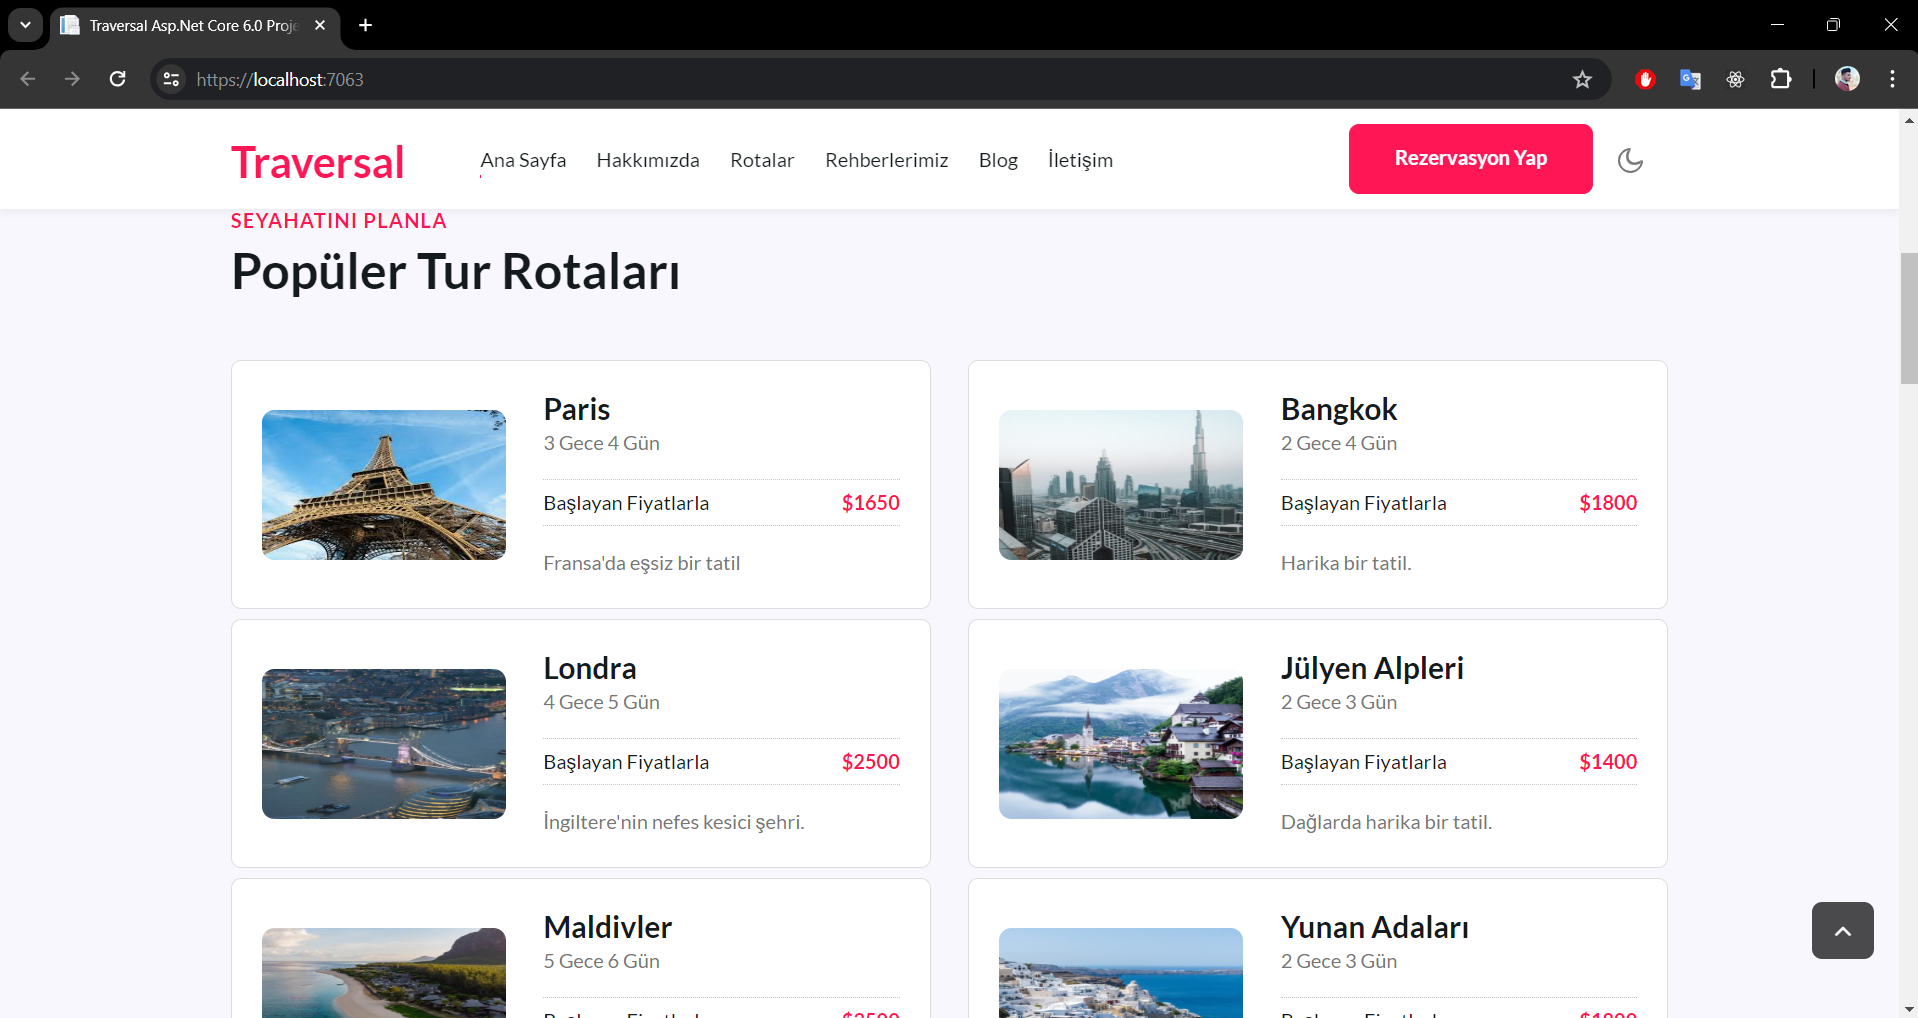 Traversal Asp.Net Core 6.0 Proje
https://localhost:7063
Traversal
Ana Sayfa
Hakkımızda
Rotalar
Rehberlerimiz
Blog
İletişim
Rezervasyon Yap
SEYAHATINI PLANLA
Popüler Tur Rotaları
Paris
3 Gece 4 Gün
Başlayan Fiyatlarla $1650
Fransa'da eşsiz bir tatil
Bangkok
2 Gece 4 Gün
Başlayan Fiyatlarla $1800
Harika bir tatil.
Londra
4 Gece 5 Gün
Başlayan Fiyatlarla $2500
İngiltere'nin nefes kesici şehri.
Jülyen Alpleri
2 Gece 3 Gün
Başlayan Fiyatlarla $1400
Dağlarda harika bir tatil.
Maldivler
5 Gece 6 Gün
Başlayan Fiyatlarla
Yunan Adaları
2 Gece 3 Gün
Başlayan Fiyatlarla